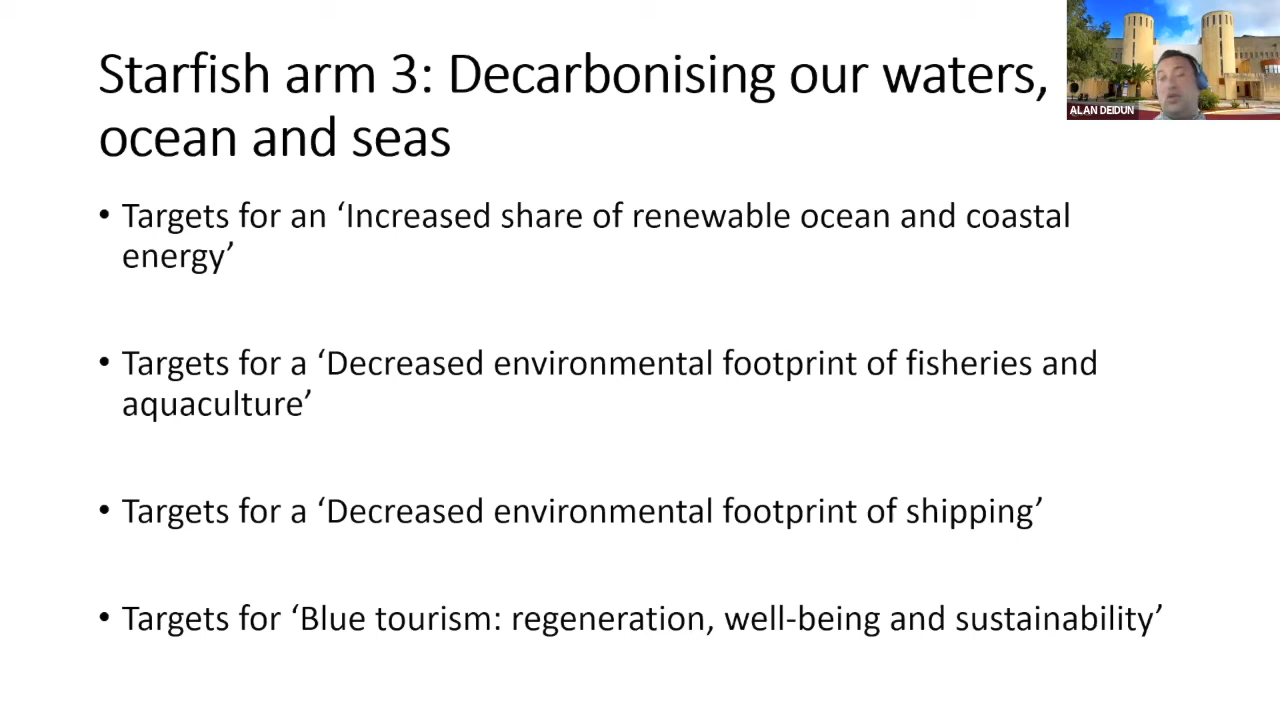 Starfish arm 3: Decarbonising our waters,
ocean and seas
ALAN DEIDUN
• Targets for an ‘Increased share of renewable ocean and coastal
energy’
• Targets for a ‘Decreased environmental footprint of fisheries and
aquaculture’
• Targets for a ‘Decreased environmental footprint of shipping’
• Targets for ‘Blue tourism: regeneration, well-being and sustainability’